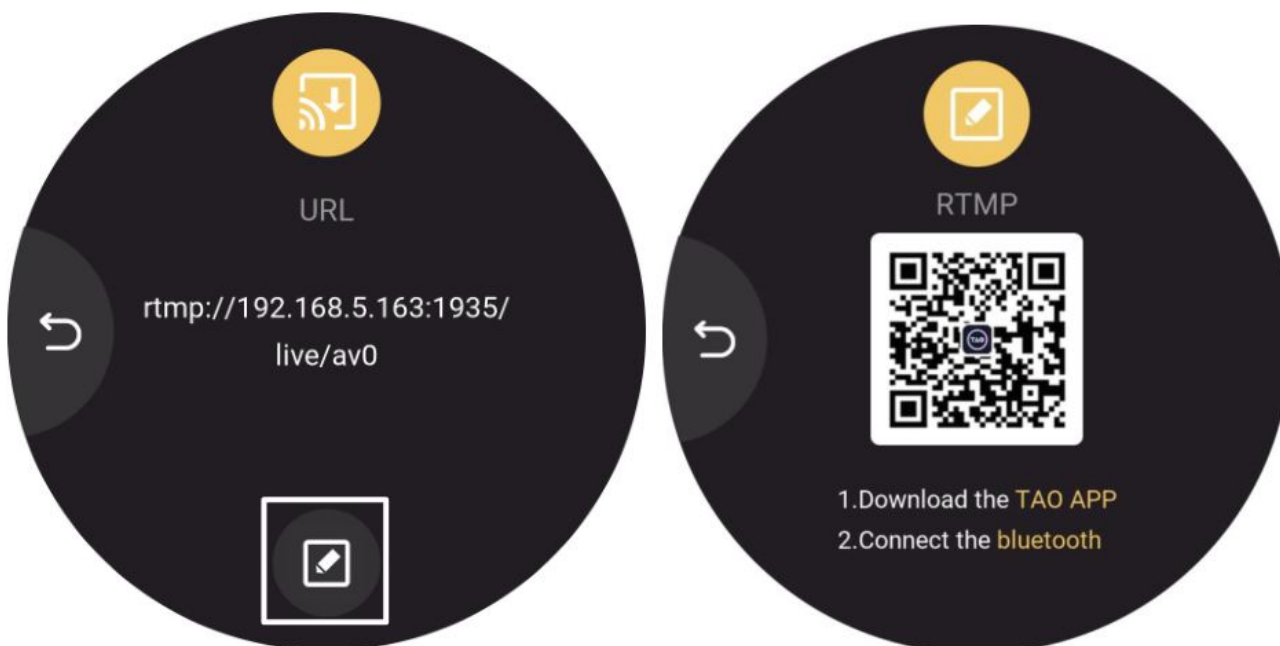 URL
rtmp://192.168.5.163:1935/
live/av0
RTMP
TAO
1.Download the TAO APP
2.Connect the bluetooth